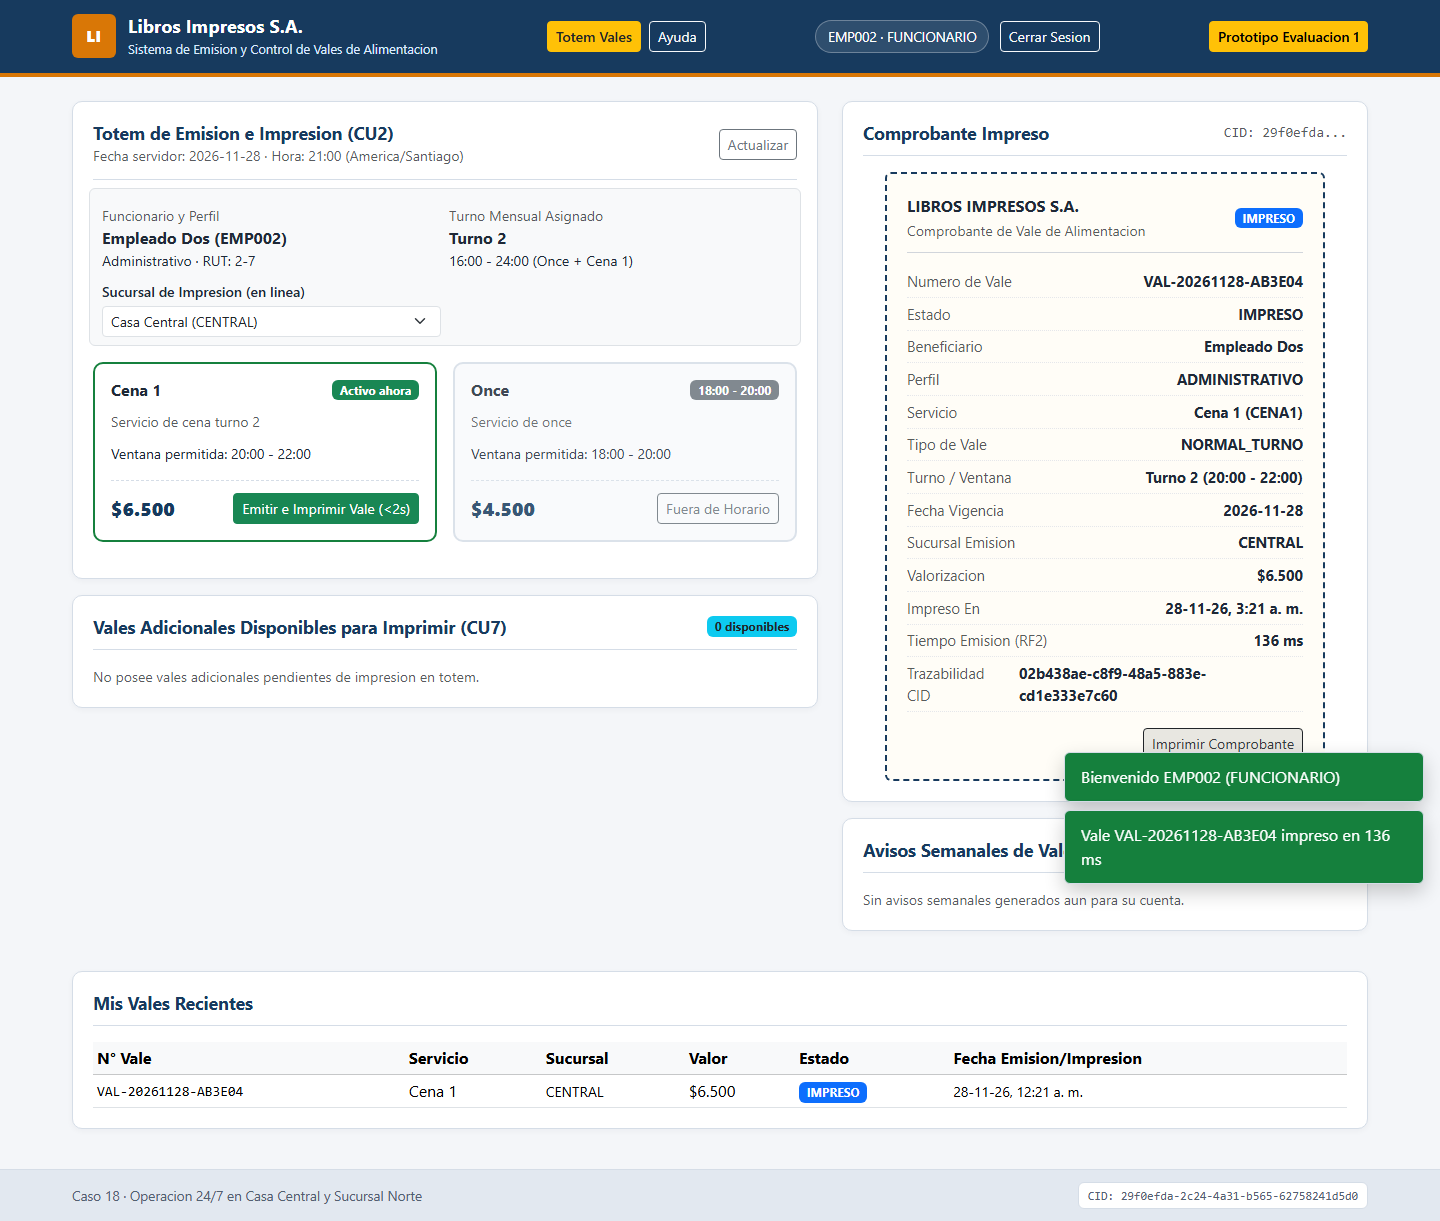 LI
Libros Impresos S.A.
Sistema de Emision y Control de Vales de Alimentacion
Totem Vales
Ayuda
EMP002 · FUNCIONARIO
Cerrar Sesion
Prototipo Evaluacion 1
Totem de Emision e Impresion (CU2)
Fecha servidor: 2026-11-28 · Hora: 21:00 (America/Santiago)
Actualizar
Funcionario y Perfil
Empleado Dos (EMP002)
Administrativo · RUT: 2-7
Turno Mensual Asignado
Turno 2
16:00 - 24:00 (Once + Cena 1)
Sucursal de Impresion (en linea)
Casa Central (CENTRAL)
Cena 1
Activo ahora
Servicio de cena turno 2
Ventana permitida: 20:00 - 22:00
$6.500
Emitir e Imprimir Vale (<2s)
Once
18:00 - 20:00
Servicio de once
Ventana permitida: 18:00 - 20:00
$4.500
Fuera de Horario
Vales Adicionales Disponibles para Imprimir (CU7)
0 disponibles
No posee vales adicionales pendientes de impresion en totem.
Comprobante Impreso
CID: 29f0efda...
LIBROS IMPRESOS S.A.
Comprobante de Vale de Alimentacion
IMPRESO
Numero de Vale VAL-20261128-AB3E04
Estado IMPRESO
Beneficiario Empleado Dos
Perfil ADMINISTRATIVO
Servicio Cena 1 (CENA1)
Tipo de Vale NORMAL_TURNO
Turno / Ventana Turno 2 (20:00 - 22:00)
Fecha Vigencia 2026-11-28
Sucursal Emision CENTRAL
Valorizacion $6.500
Impreso En 28-11-26, 3:21 a. m.
Tiempo Emision (RF2) 136 ms
Trazabilidad CID 02b438ae-c8f9-48a5-883e-
cd1e333e7c60
Imprimir Comprobante
Bienvenido EMP002 (FUNCIONARIO)
Vale VAL-20261128-AB3E04 impreso en 136
ms
Avisos Semanales de Val
Sin avisos semanales generados aun para su cuenta.
Mis Vales Recientes
N° Vale Servicio Sucursal Valor Estado Fecha Emision/Impresion
VAL-20261128-AB3E04 Cena 1 CENTRAL $6.500 IMPRESO 28-11-26, 12:21 a. m.
Caso 18 · Operacion 24/7 en Casa Central y Sucursal Norte
CID: 29f0efda-2c24-4a31-b565-62758241d5d0